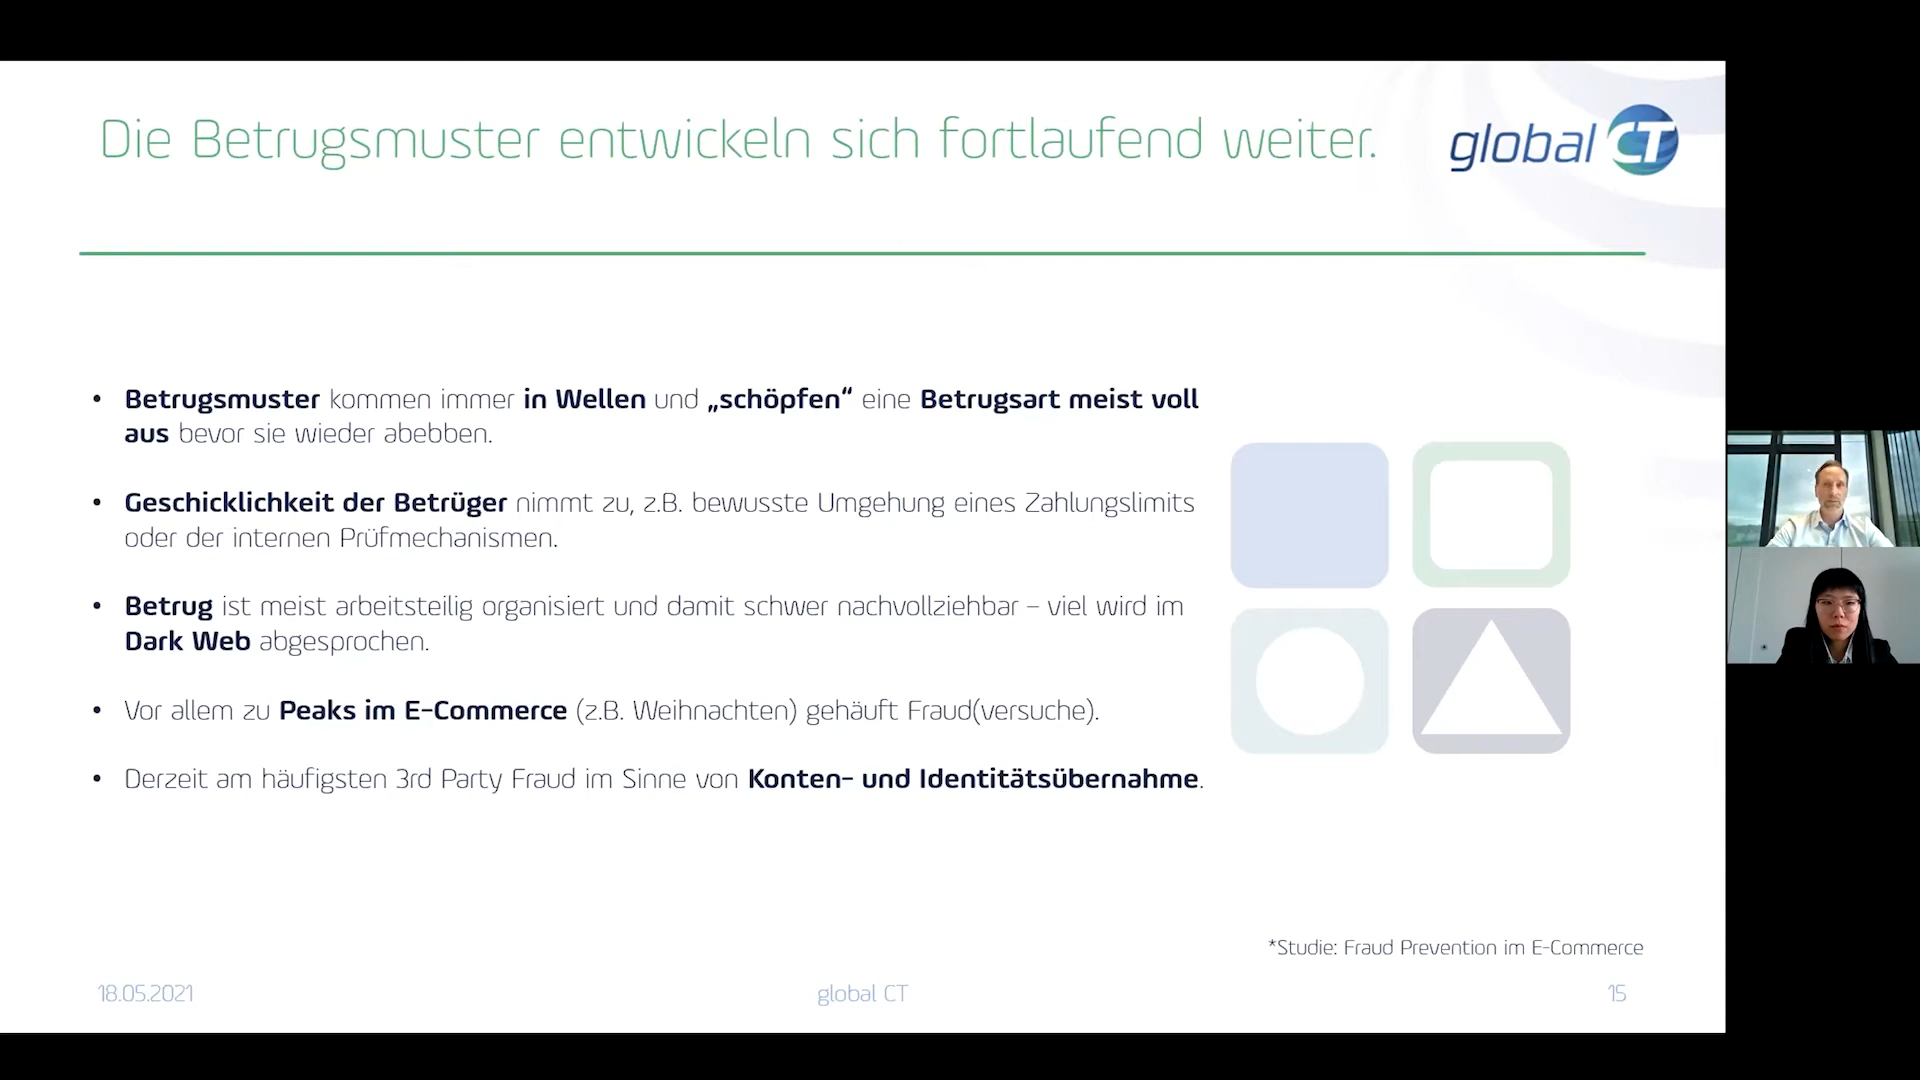 Die Betrugsmuster entwickeln sich fortlaufend weiter.
global CT
• Betrugsmuster kommen immer in Wellen und „schöpfen“ eine Betrugsart meist voll
aus bevor sie wieder abebben.
• Geschicklichkeit der Betrüger nimmt zu, z.B. bewusste Umgehung eines Zahlungslimits
oder der internen Prüfmechanismen.
• Betrug ist meist arbeitsteilig organisiert und damit schwer nachvollziehbar – viel wird im
Dark Web abgesprochen.
• Vor allem zu Peaks im E-Commerce (z.B. Weihnachten) gehäuft Fraud(versuche).
• Derzeit am häufigsten 3rd Party Fraud im Sinne von Konten- und Identitätsübernahme.
*Studie: Fraud Prevention im E-Commerce
18.05.2021
global CT
15